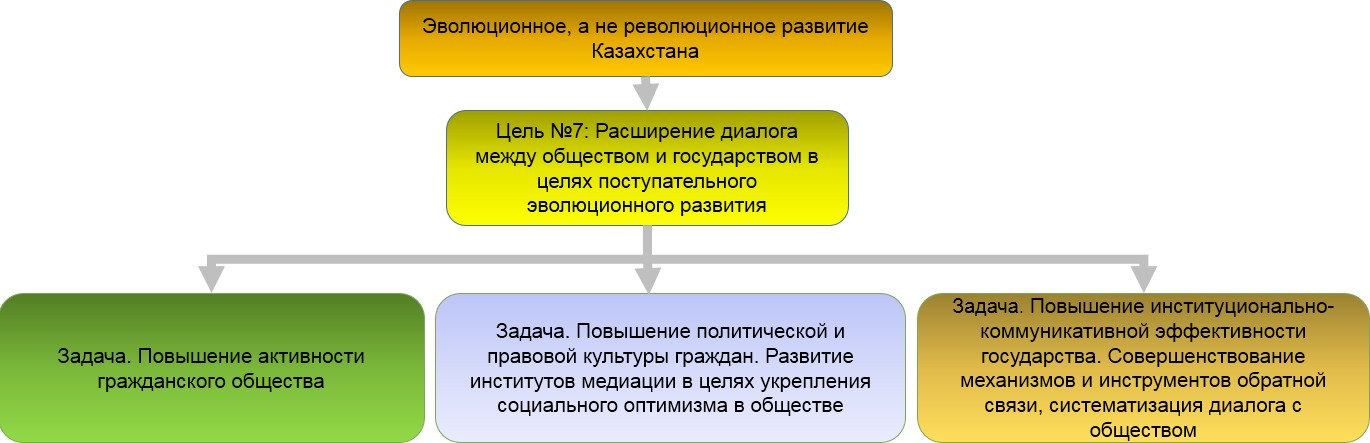 Эволюционное, а не революционное развитие
Казахстана
Цель №7: Расширение диалога
между обществом и государством в
целях поступательного
эволюционного развития
Задача. Повышение активности
гражданского общества
Задача. Повышение политической и
правовой культуры граждан. Развитие
институтов медиации в целях укрепления
социального оптимизма в обществе
Задача. Повышение институционально-
коммуникативной эффективности
государства. Совершенствование
механизмов и инструментов обратной
связи, систематизация диалога с
обществом